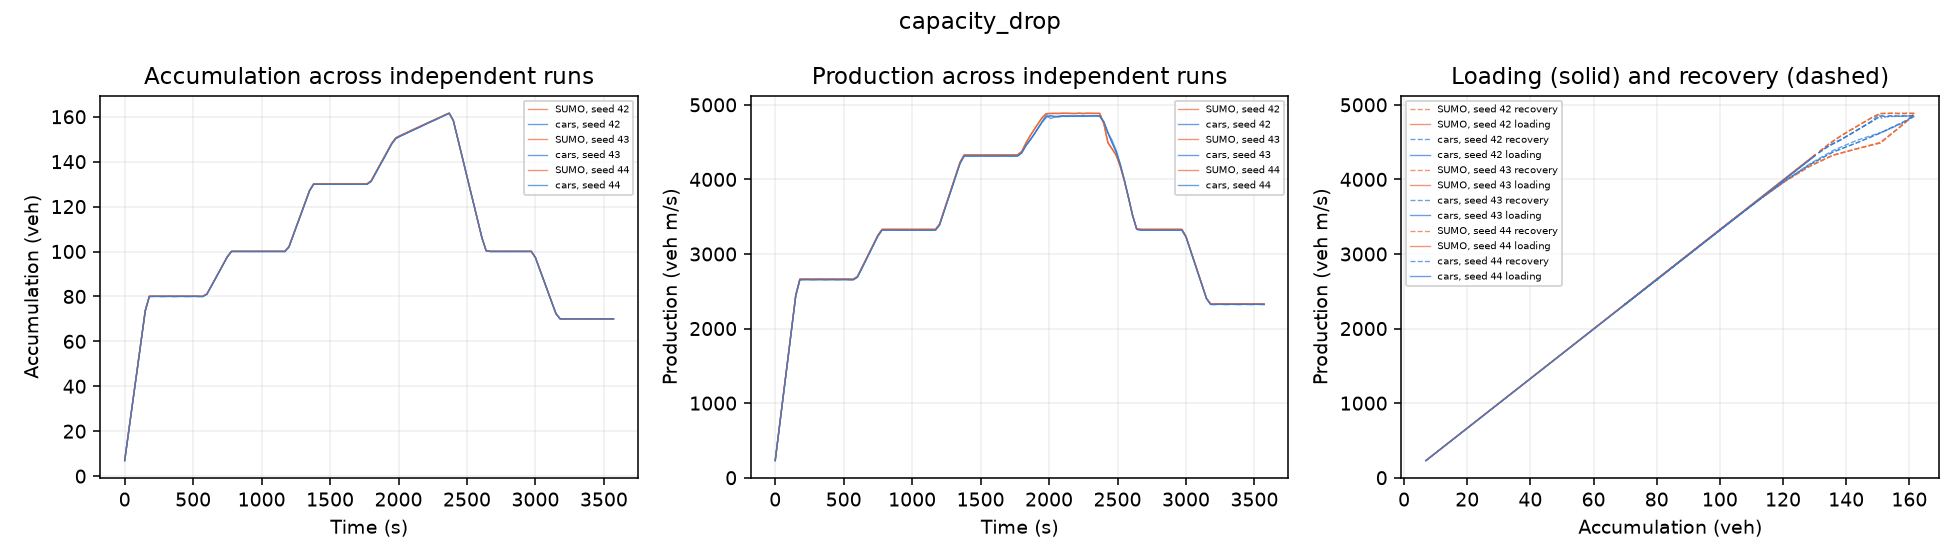 capacity_drop
Accumulation across independent runs
Accumulation (veh)
160
140
120
100
80
60
40
20
0
SUMO, seed 42
cars, seed 42
SUMO, seed 43
cars, seed 43
SUMO, seed 44
cars, seed 44
0 500 1000 1500 2000 2500 3000 3500
Time (s)
Production across independent runs
Production (veh m/s)
5000
4000
3000
2000
1000
0
SUMO, seed 42
cars, seed 42
SUMO, seed 43
cars, seed 43
SUMO, seed 44
cars, seed 44
0 500 1000 1500 2000 2500 3000 3500
Time (s)
Loading (solid) and recovery (dashed)
Production (veh m/s)
5000
4000
3000
2000
1000
0
SUMO, seed 42 recovery
SUMO, seed 42 loading
cars, seed 42 recovery
cars, seed 42 loading
SUMO, seed 43 recovery
SUMO, seed 43 loading
cars, seed 43 recovery
cars, seed 43 loading
SUMO, seed 44 recovery
SUMO, seed 44 loading
cars, seed 44 recovery
cars, seed 44 loading
0 20 40 60 80 100 120 140 160
Accumulation (veh)